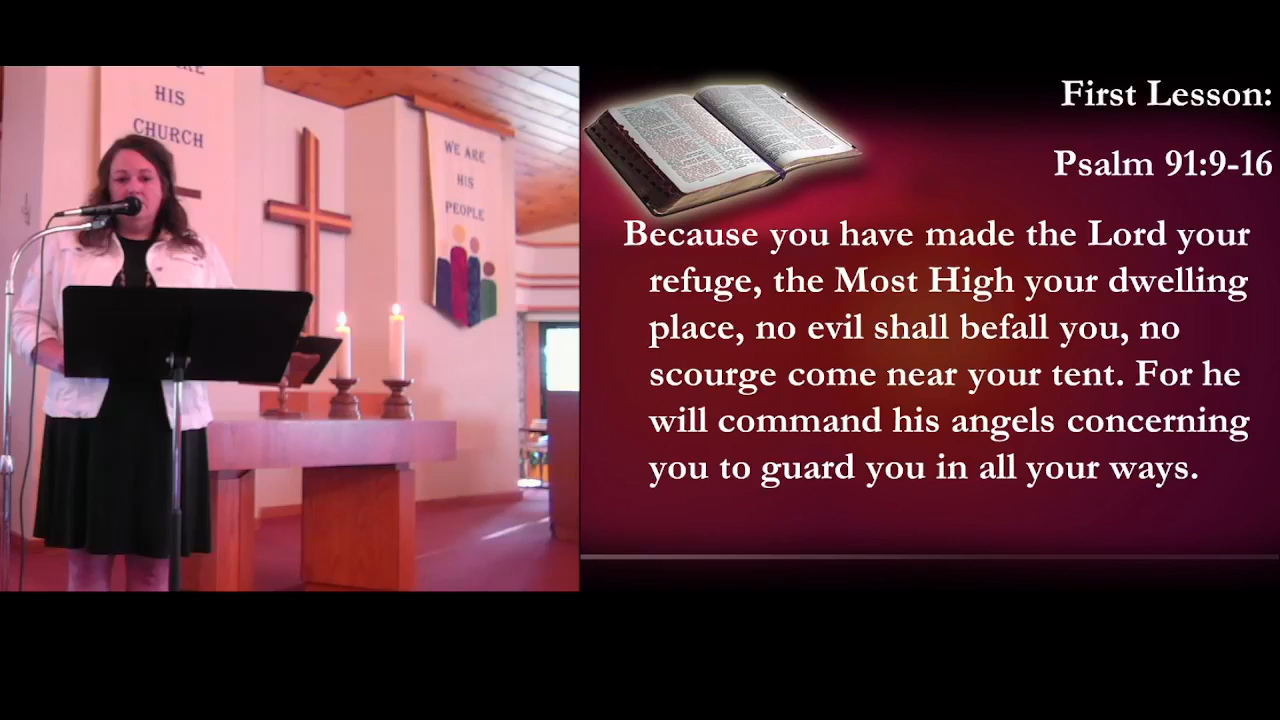 HIS
CHURCH
WE ARE
HIS
PEOPLE
First Lesson:
Psalm 91:9-16
Because you have made the Lord your
refuge, the Most High your dwelling
place, no evil shall befall you, no
scourge come near your tent. For he
will command his angels concerning
you to guard you in all your ways.